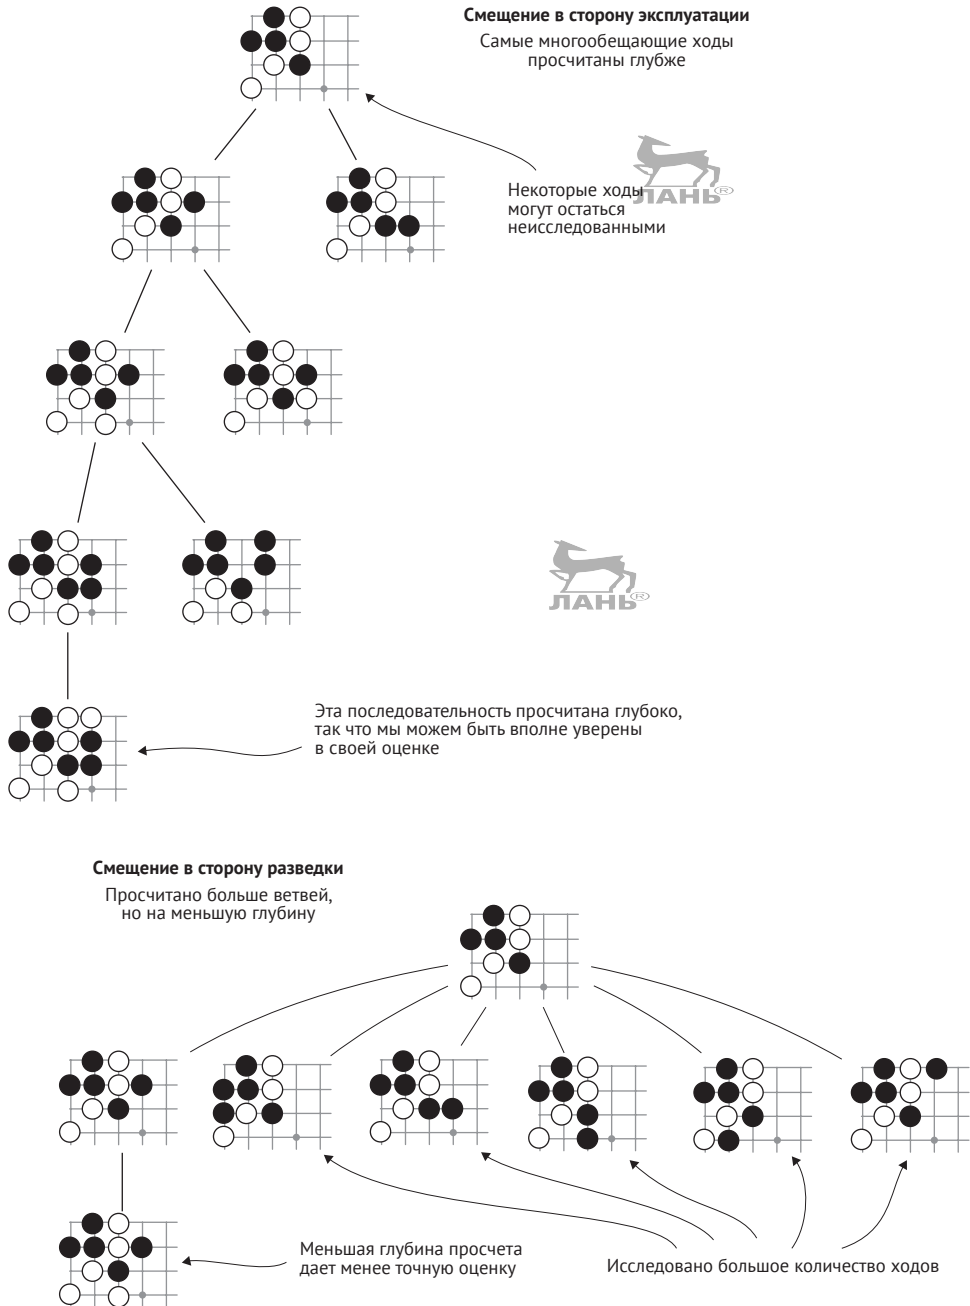 Смещение в сторону эксплуатации
Самые многообещающие ходы
просчитаны глубже
ЛАНЬ®
Некоторые ходы
могут остаться
неисследованными
ЛАНЬ®
Эта последовательность просчитана глубоко,
так что мы можем быть вполне уверены
в своей оценке
Смещение в сторону разведки
Просчитано больше ветвей,
но на меньшую глубину
Меньшая глубина просчета
дает менее точную оценку
Исследовано большое количество ходов